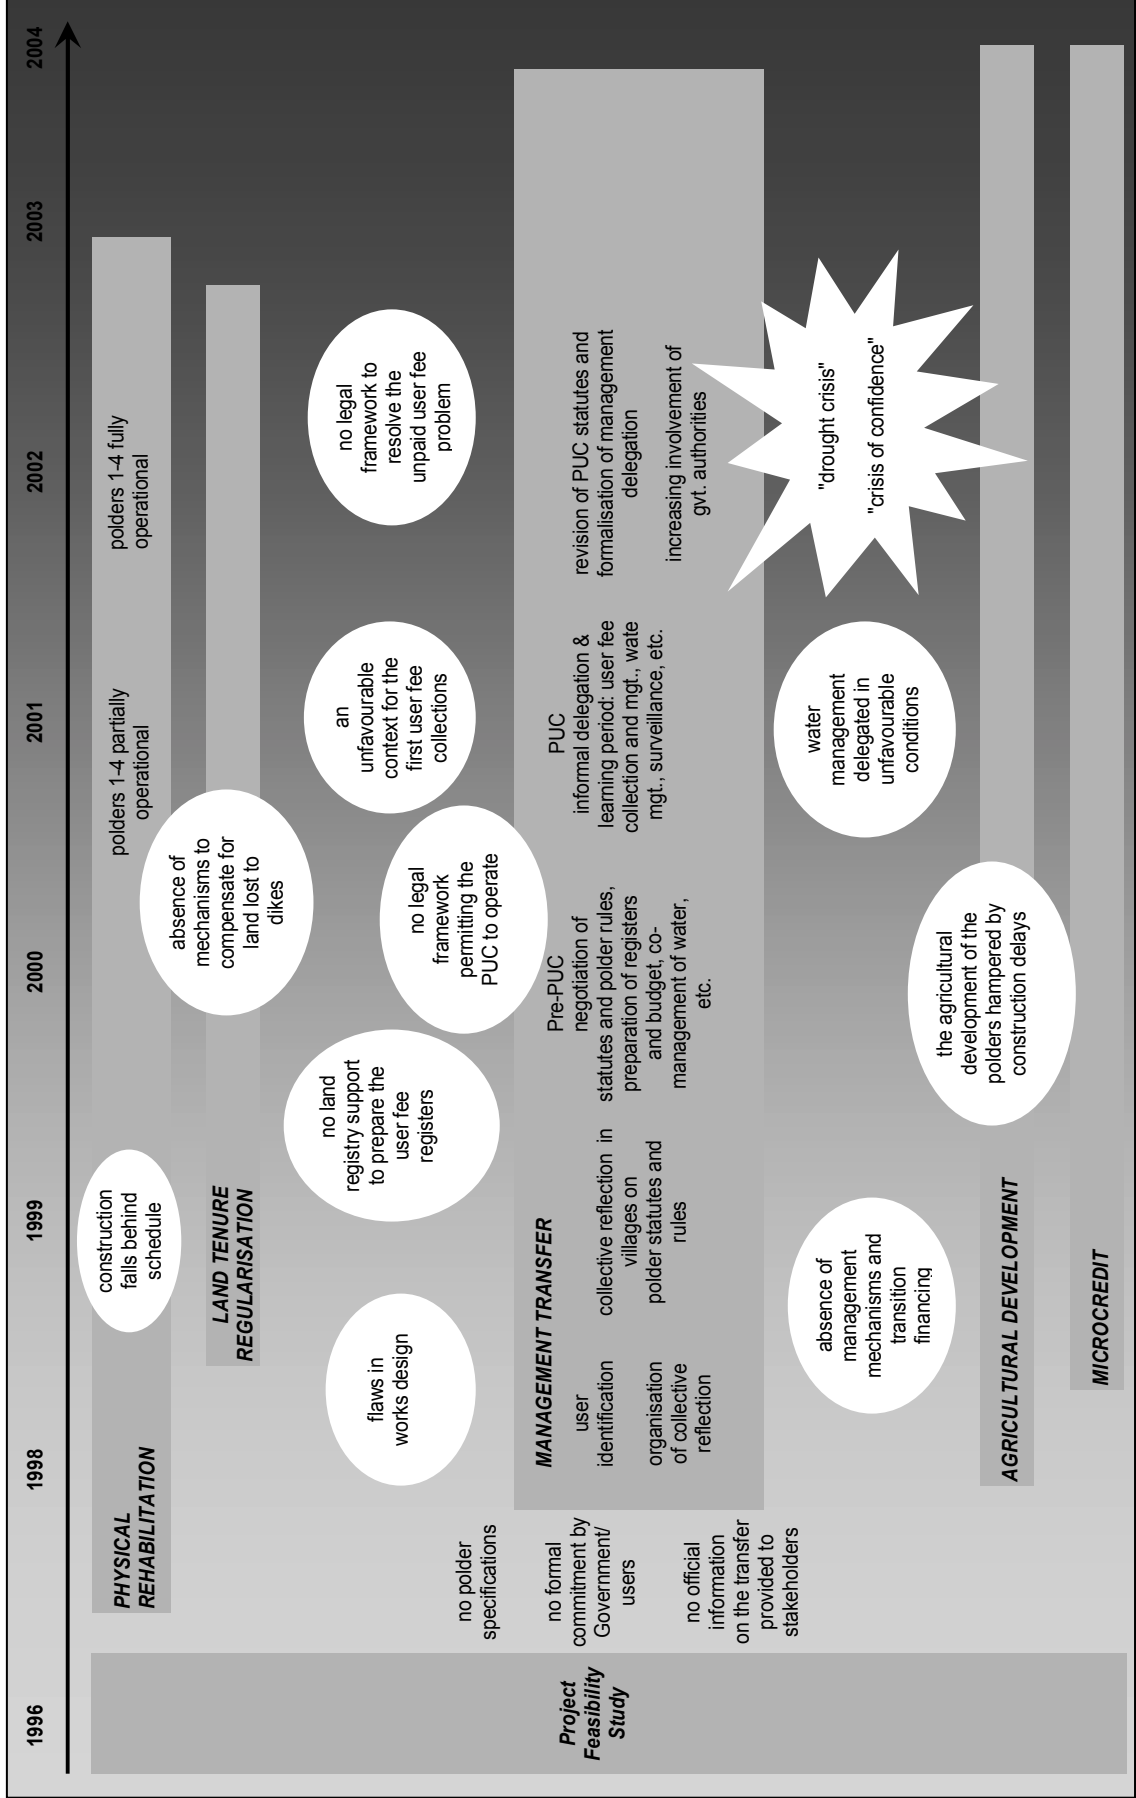 1996
1998
1999
2000
2001
2002
2003
2004
Project
Feasibility
Study
PHYSICAL
REHABILITATION
construction
falls behind
schedule
polders 1-4 partially
operational
polders 1-4 fully
operational
LAND TENURE
REGULARISATION
absence of
mechanisms to
compensate for
land lost to
dikes
flaws in
works design
no land
registry support
to prepare the
user fee
registers
no legal
framework
permitting the
PUC to operate
an
unfavourable
context for the
first user fee
collections
no legal
framework to
resolve the
unpaid user fee
problem
no polder
specifications
no formal
commitment by
Government/
users
no official
information
on the transfer
provided to
stakeholders
MANAGEMENT TRANSFER
user
identification
organisation
of collective
reflection
collective reflection in
villages on
polder statutes and
rules
Pre-PUC
negotiation of
statutes and polder rules,
preparation of registers
and budget, co-
management of water,
etc.
PUC
informal delegation &
learning period: user fee
collection and mgt., wate
mgt., surveillance, etc.
revision of PUC statutes and
formalisation of management
delegation
increasing involvement of
gvt. authorities
absence of
management
mechanisms and
transition
financing
water
management
delegated in
unfavourable
conditions
"drought crisis"
"crisis of confidence"
AGRICULTURAL DEVELOPMENT
the agricultural
development of the
polders hampered by
construction delays
MICROCREDIT